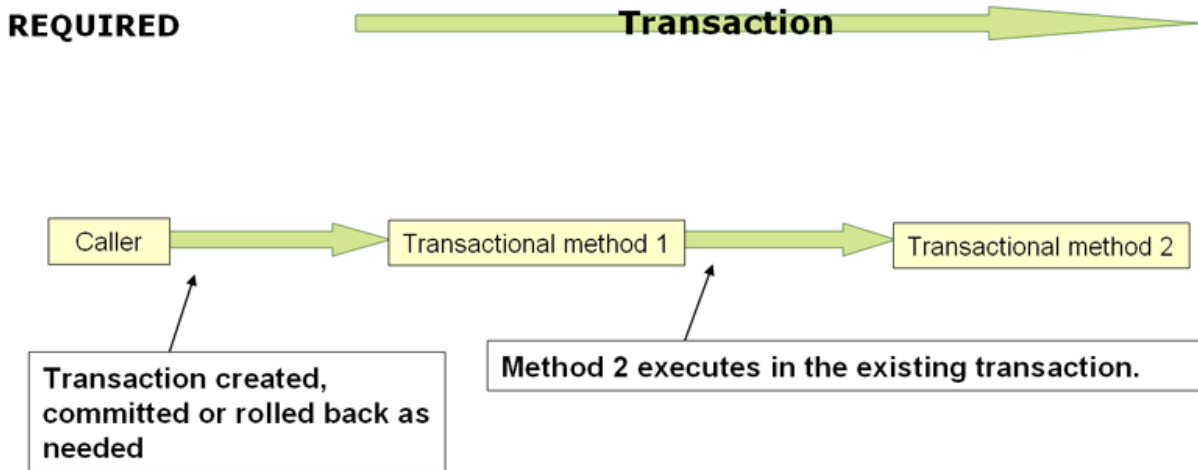 REQUIRED
Transaction
Caller
Transactional method 1
Transactional method 2
Transaction created,
committed or rolled back as
needed
Method 2 executes in the existing transaction.